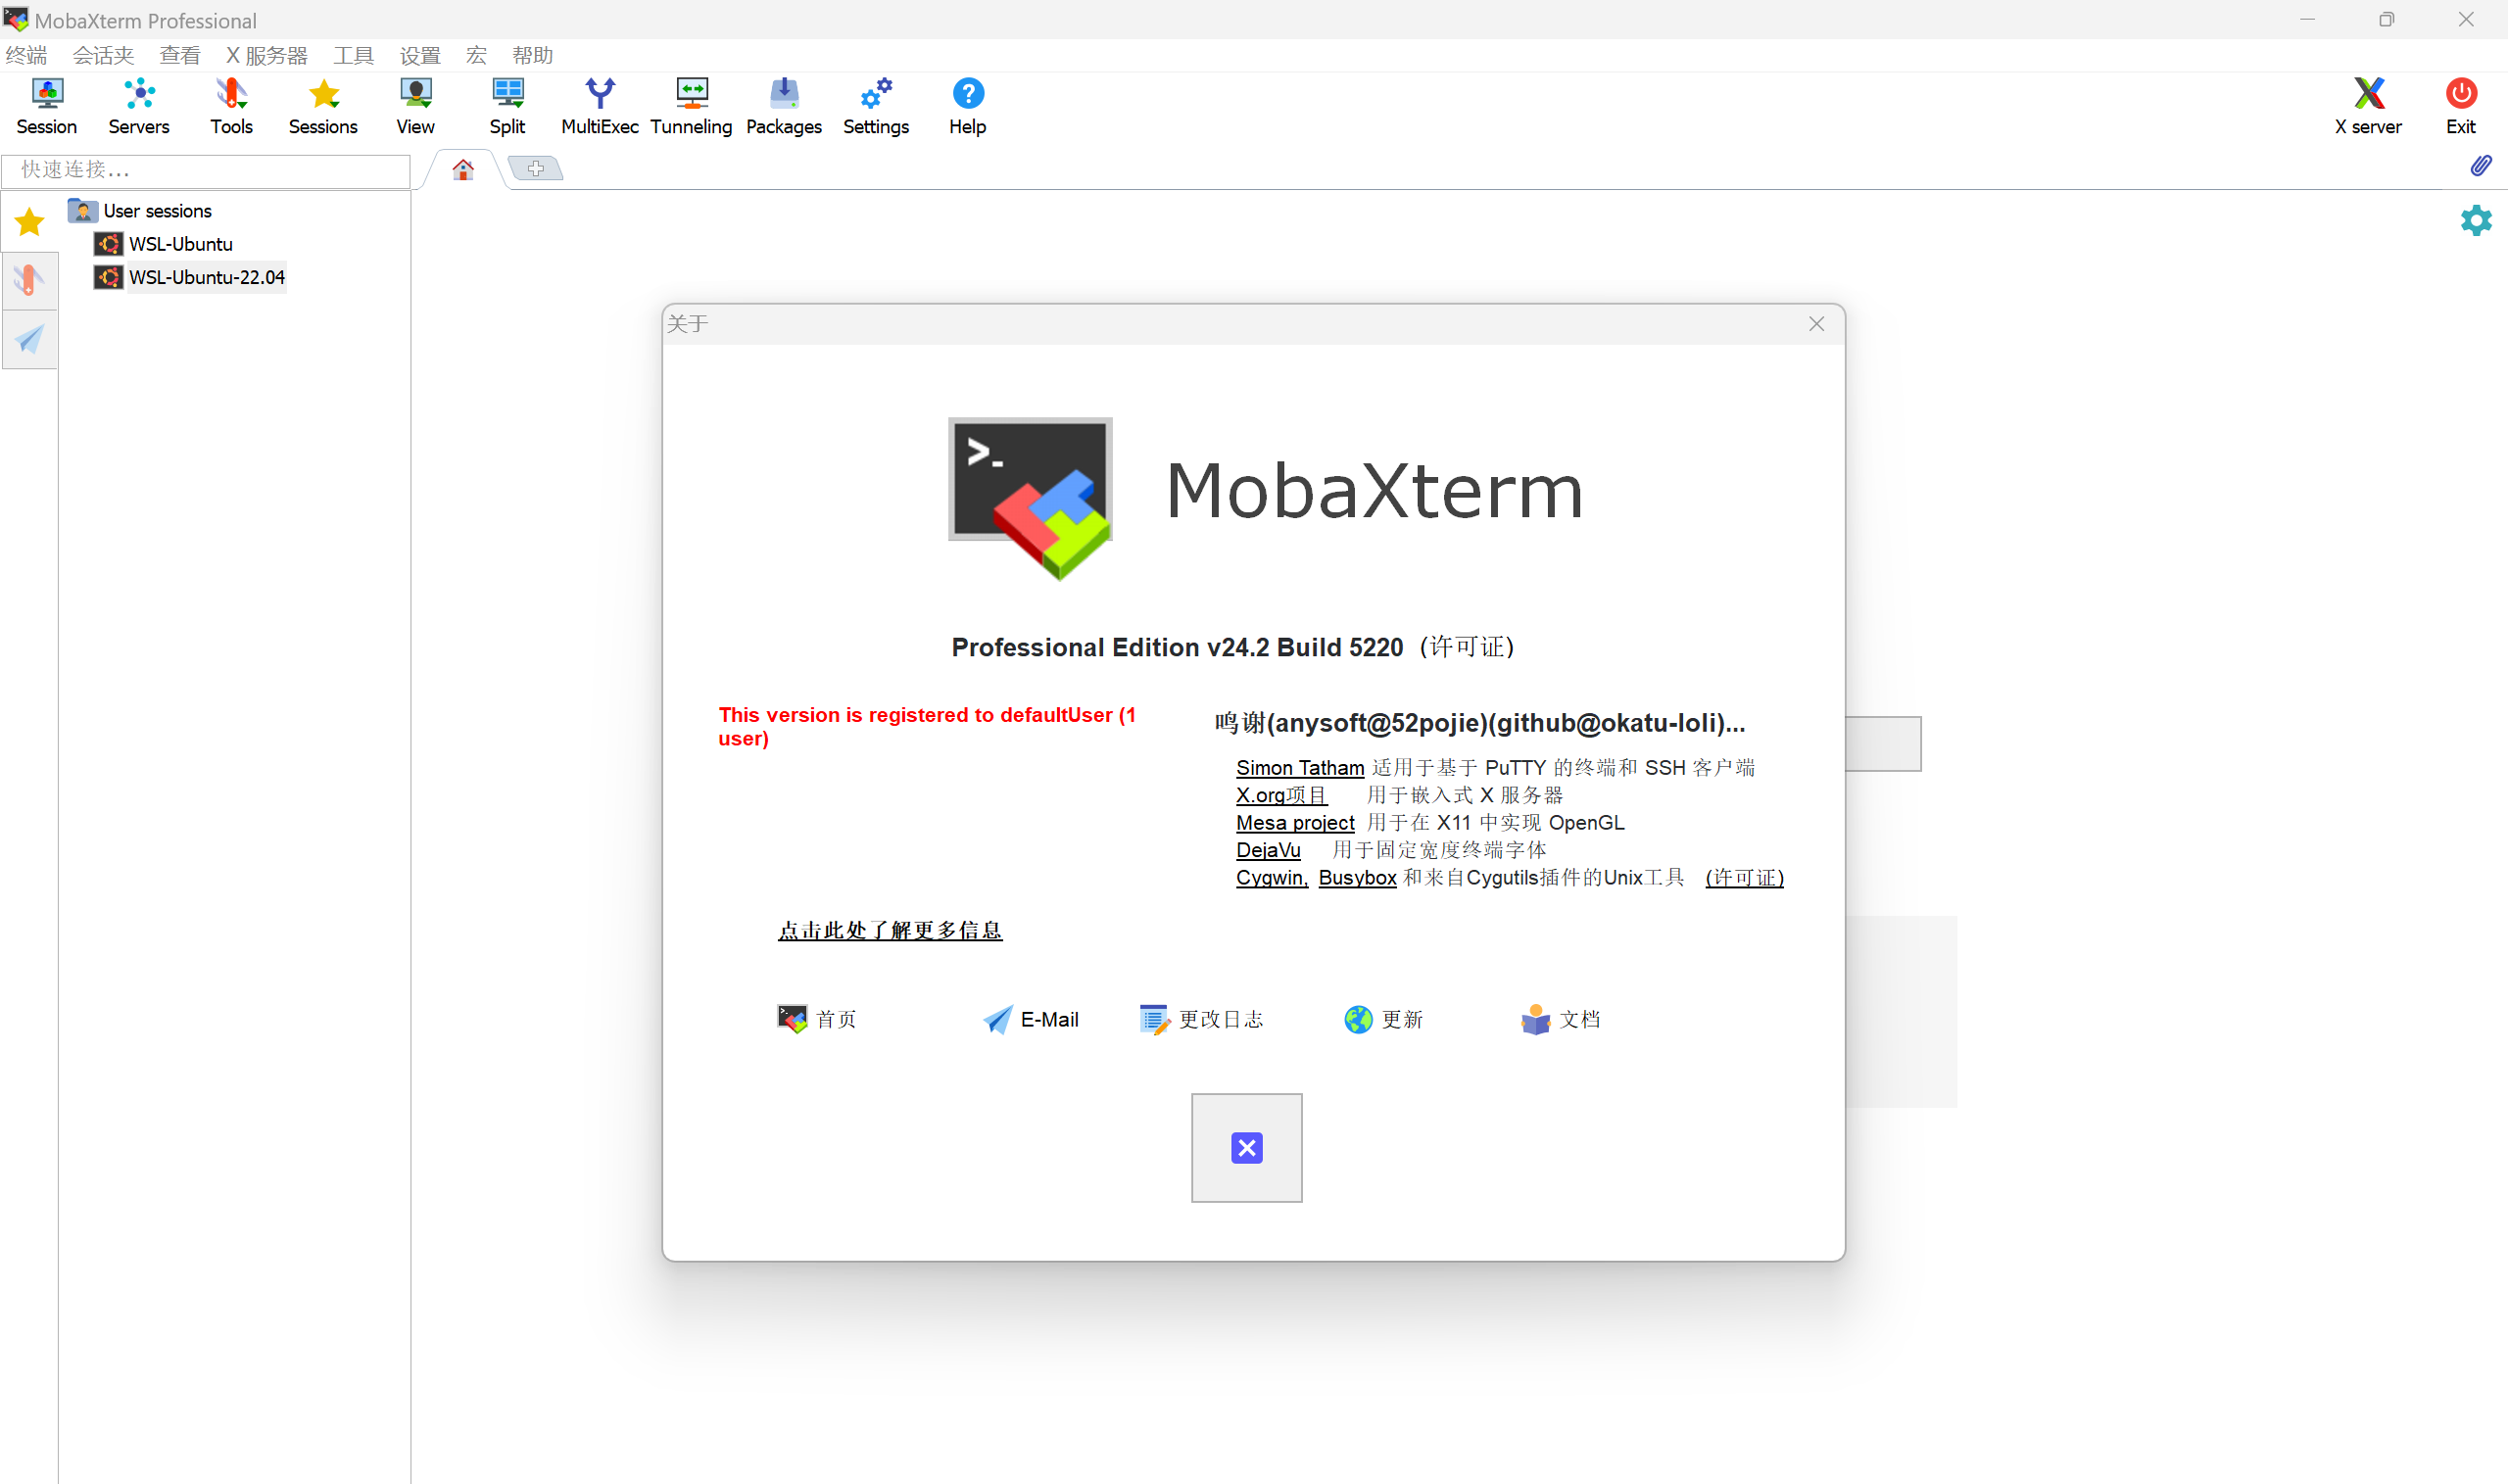 MobaXterm Professional
终端 会话夹 查看 X 服务器 工具 设置 宏 帮助
Session Servers Tools Sessions View Split MultiExec Tunneling Packages Settings Help X server Exit
快速连接...
User sessions
WSL-Ubuntu
WSL-Ubuntu-22.04
关于
>_
MobaXterm
Professional Edition v24.2 Build 5220 (许可证)
This version is registered to defaultUser (1
user)
鸣谢(anysoft@52pojie)(github@okatu-loli)...
Simon Tatham 适用于基于 PuTTY 的终端和 SSH 客户端
X.org项目 用于嵌入式 X 服务器
Mesa project 用于在 X11 中实现 OpenGL
DejaVu 用于固定宽度终端字体
Cygwin, Busybox 和来自Cygutils插件的Unix工具 (许可证)
点击此处了解更多信息
首页 E-Mail 更改日志 更新 文档